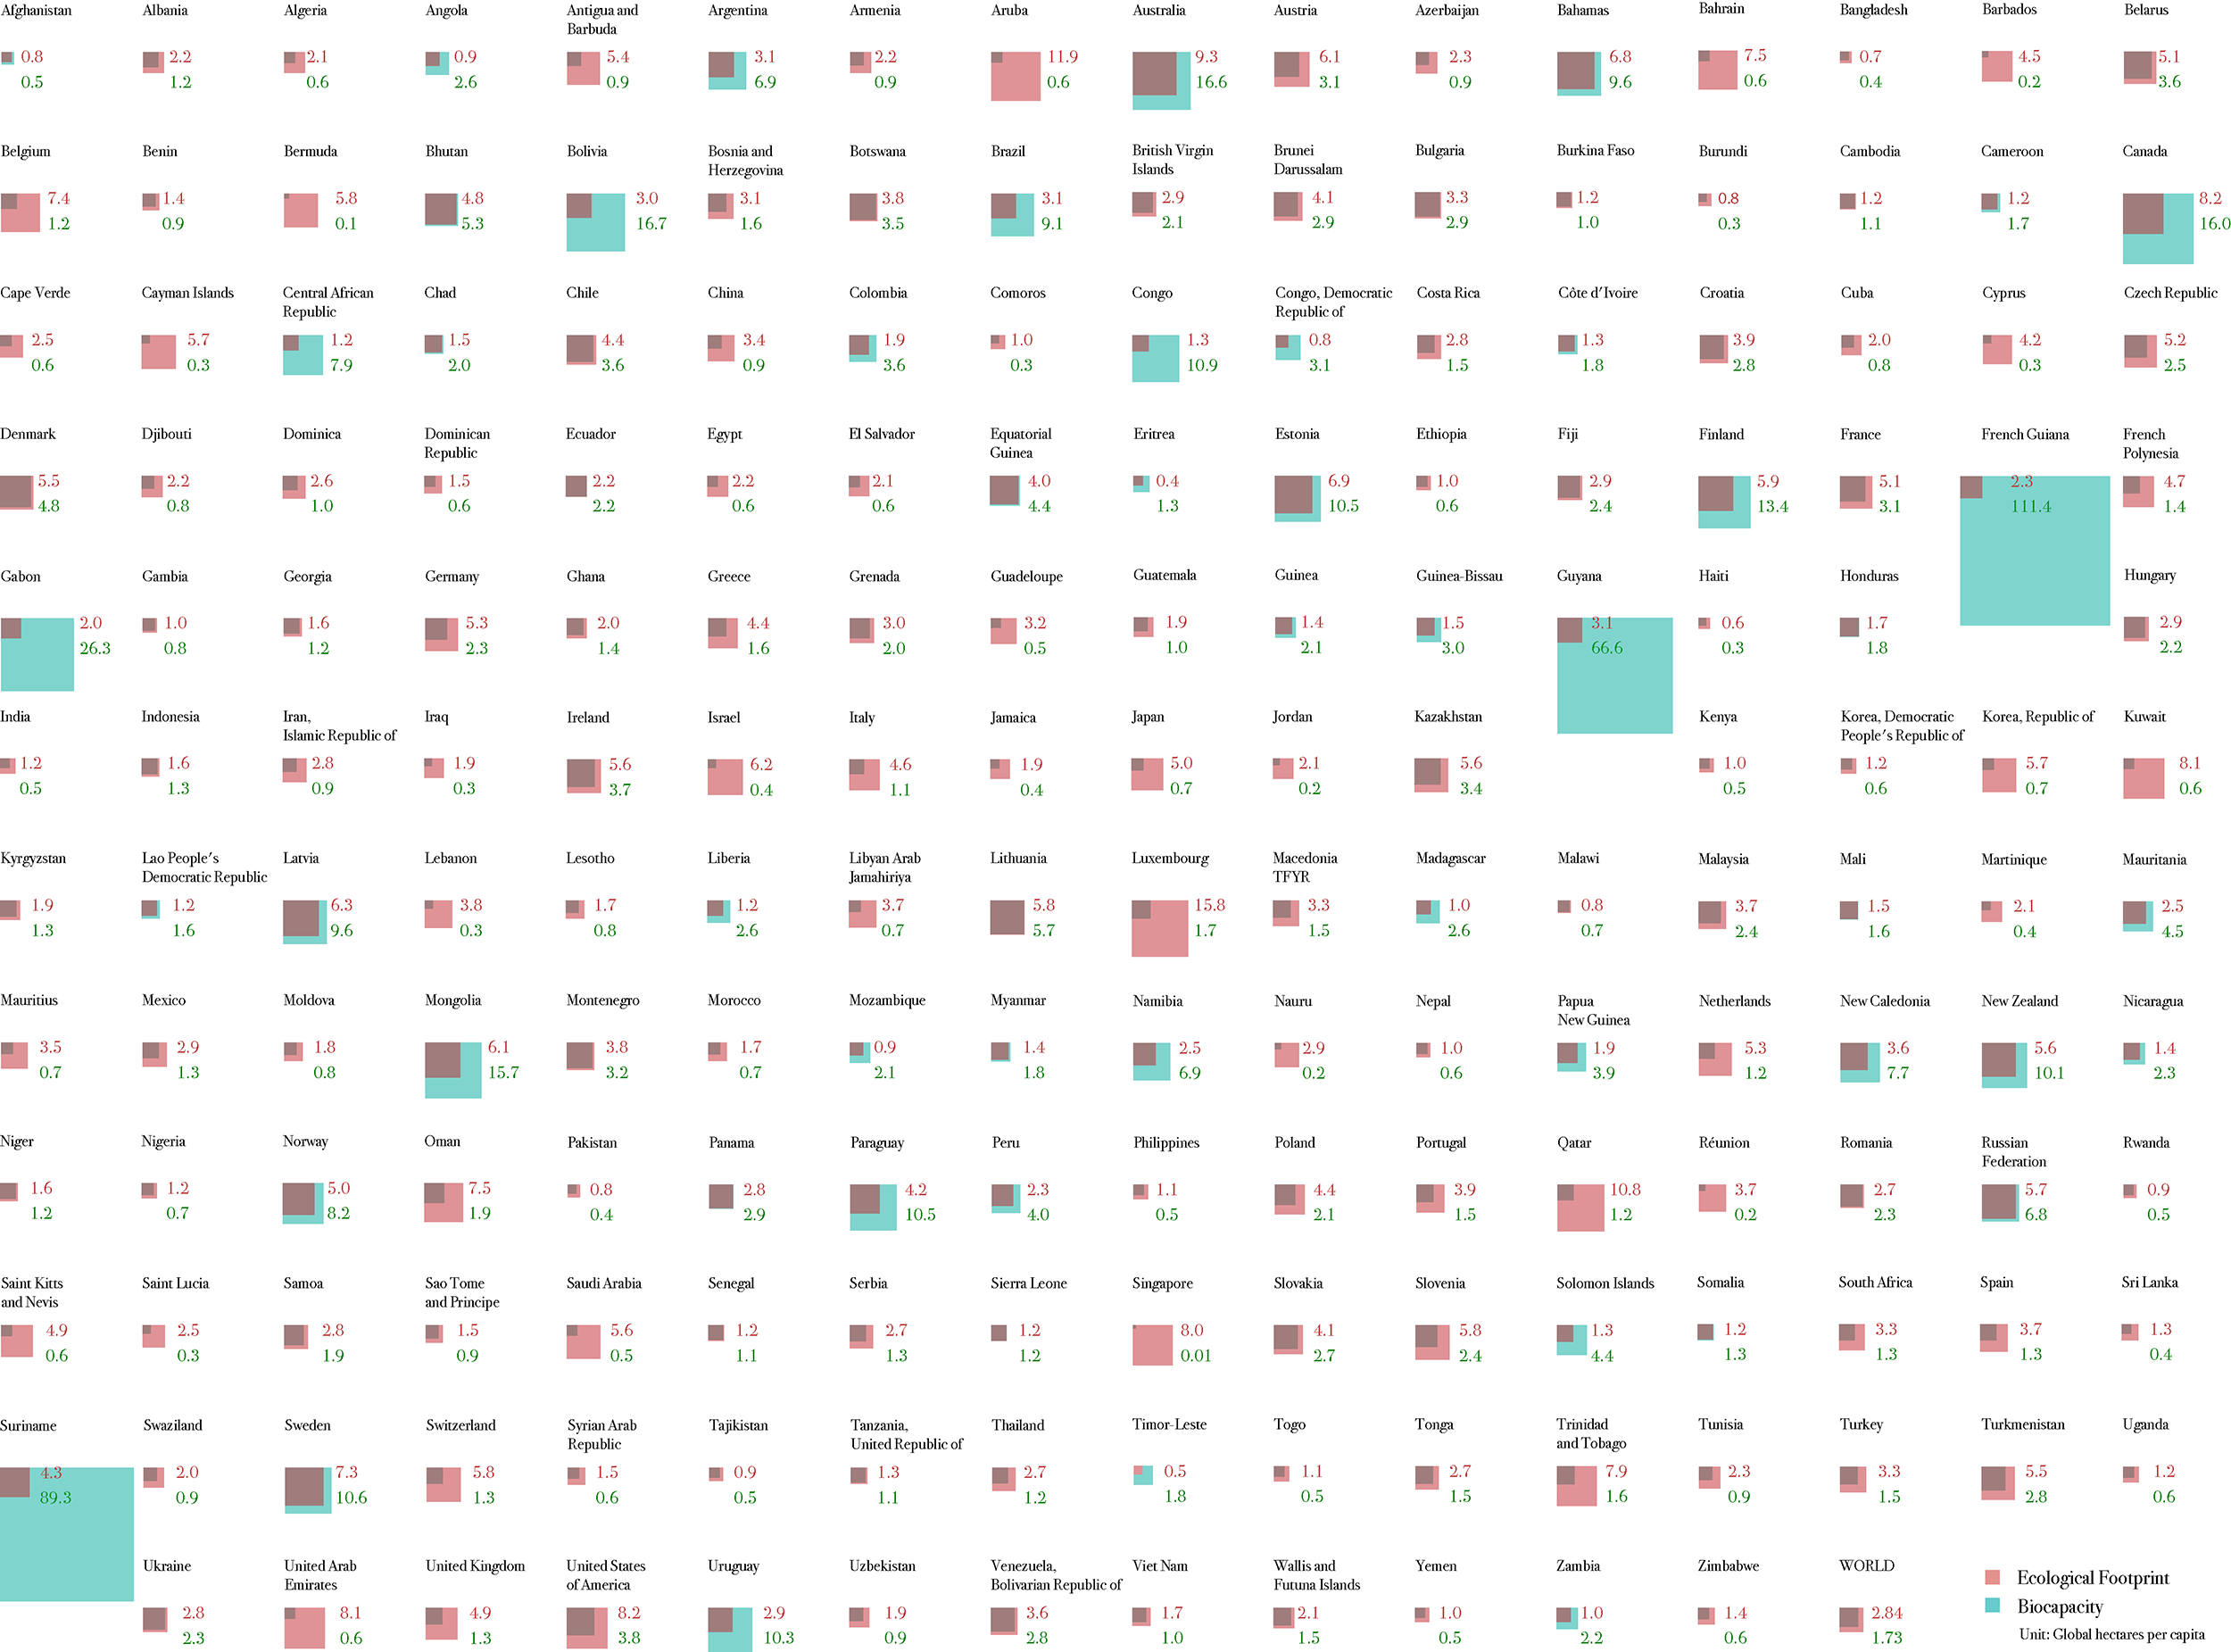 Afghanistan
0.8
0.5
Albania
2.2
1.2
Algeria
2.1
0.6
Angola
0.9
2.6
Antigua and
Barbuda
5.4
0.9
Argentina
3.1
6.9
Armenia
2.2
0.9
Aruba
11.9
0.6
Australia
9.3
16.6
Austria
6.1
3.1
Azerbaijan
2.3
0.9
Bahamas
6.8
9.6
Bahrain
7.5
0.6
Bangladesh
0.7
0.4
Barbados
4.5
0.2
Belarus
5.1
3.6
Belgium
7.4
1.2
Benin
1.4
0.9
Bermuda
5.8
0.1
Bhutan
4.8
5.3
Bolivia
3.0
16.7
Bosnia and
Herzegovina
3.1
1.6
Botswana
3.8
3.5
Brazil
3.1
9.1
British Virgin
Islands
2.9
2.1
Brunei
Darussalam
4.1
2.9
Bulgaria
3.3
2.9
Burkina Faso
1.2
1.0
Burundi
0.8
0.3
Cambodia
1.2
1.1
Cameroon
1.2
1.7
Canada
8.2
16.0
Cape Verde
2.5
0.6
Cayman Islands
5.7
0.3
Central African
Republic
1.2
7.9
Chad
1.5
2.0
Chile
4.4
3.6
China
3.4
0.9
Colombia
1.9
3.6
Comoros
1.0
0.3
Congo
1.3
10.9
Congo, Democratic
Republic of
0.8
3.1
Costa Rica
2.8
1.5
Côte d'Ivoire
1.3
1.8
Croatia
3.9
2.8
Cuba
2.0
0.8
Cyprus
4.2
0.3
Czech Republic
5.2
2.5
Denmark
5.5
4.8
Djibouti
2.2
0.8
Dominica
2.6
1.0
Dominican
Republic
1.5
0.6
Ecuador
2.2
2.2
Egypt
2.2
0.6
El Salvador
2.1
0.6
Equatorial
Guinea
4.0
4.4
Eritrea
0.4
1.3
Estonia
6.9
10.5
Ethiopia
1.0
0.6
Fiji
2.9
2.4
Finland
5.9
13.4
France
5.1
3.1
French Guiana
2.3
111.4
French
Polynesia
4.7
1.4
Gabon
2.0
26.3
Gambia
1.0
0.8
Georgia
1.6
1.2
Germany
5.3
2.3
Ghana
2.0
1.4
Greece
4.4
1.6
Grenada
3.0
2.0
Guadeloupe
3.2
0.5
Guatemala
1.9
1.0
Guinea
1.4
2.1
Guinea-Bissau
1.5
3.0
Guyana
3.1
66.6
Haiti
0.6
0.3
Honduras
1.7
1.8
Hungary
2.9
2.2
India
1.2
0.5
Indonesia
1.6
1.3
Iran,
Islamic Republic of
2.8
0.9
Iraq
1.9
0.3
Ireland
5.6
3.7
Israel
6.2
0.4
Italy
4.6
1.1
Jamaica
1.9
0.4
Japan
5.0
0.7
Jordan
2.1
0.2
Kazakhstan
5.6
3.4
Kenya
1.0
0.5
Korea, Democratic
People's Republic of
1.2
0.6
Korea, Republic of
5.7
0.7
Kuwait
8.1
0.6
Kyrgyzstan
1.9
1.3
Lao People's
Democratic Republic
1.2
1.6
Latvia
6.3
9.6
Lebanon
3.8
0.3
Lesotho
1.7
0.8
Liberia
1.2
2.6
Libyan Arab
Jamahiriya
3.7
0.7
Lithuania
5.8
5.7
Luxembourg
15.8
1.7
Macedonia
TFYR
3.3
1.5
Madagascar
1.0
2.6
Malawi
0.8
0.7
Malaysia
3.7
2.4
Mali
1.5
1.6
Martinique
2.1
0.4
Mauritania
2.5
4.5
Mauritius
3.5
0.7
Mexico
2.9
1.3
Moldova
1.8
0.8
Mongolia
6.1
15.7
Montenegro
3.8
3.2
Morocco
1.7
0.7
Mozambique
0.9
2.1
Myanmar
1.4
1.8
Namibia
2.5
6.9
Nauru
2.9
0.2
Nepal
1.0
0.6
Papua
New Guinea
1.9
3.9
Netherlands
5.3
1.2
New Caledonia
3.6
7.7
New Zealand
5.6
10.1
Nicaragua
1.4
2.3
Niger
1.6
1.2
Nigeria
1.2
0.7
Norway
5.0
8.2
Oman
7.5
1.9
Pakistan
0.8
0.4
Panama
2.8
2.9
Paraguay
4.2
10.5
Peru
2.3
4.0
Philippines
1.1
0.5
Poland
4.4
2.1
Portugal
3.9
1.5
Qatar
10.8
1.2
Réunion
3.7
0.2
Romania
2.7
2.3
Russian
Federation
5.7
6.8
Rwanda
0.9
0.5
Saint Kitts
and Nevis
4.9
0.6
Saint Lucia
2.5
0.3
Samoa
2.8
1.9
Sao Tome
and Principe
1.5
0.9
Saudi Arabia
5.6
0.5
Senegal
1.2
1.1
Serbia
2.7
1.3
Sierra Leone
1.2
1.2
Singapore
8.0
0.01
Slovakia
4.1
2.7
Slovenia
5.8
2.4
Solomon Islands
1.3
4.4
Somalia
1.2
1.3
South Africa
3.3
1.3
Spain
3.7
1.3
Sri Lanka
1.3
0.4
Suriname
4.3
89.3
Swaziland
2.0
0.9
Sweden
7.3
10.6
Switzerland
5.8
1.3
Syrian Arab
Republic
1.5
0.6
Tajikistan
0.9
0.5
Tanzania,
United Republic of
1.3
1.1
Thailand
2.7
1.2
Timor-Leste
0.5
1.8
Togo
1.1
0.5
Tonga
2.7
1.5
Trinidad
and Tobago
7.9
1.6
Tunisia
2.3
0.9
Turkey
3.3
1.5
Turkmenistan
5.5
2.8
Uganda
1.2
0.6
Ukraine
2.8
2.3
United Arab
Emirates
8.1
0.6
United Kingdom
4.9
1.3
United States
of America
8.2
3.8
Uruguay
2.9
10.3
Uzbekistan
1.9
0.9
Venezuela,
Bolivarian Republic of
3.6
2.8
Viet Nam
1.7
1.0
Wallis and
Futuna Islands
2.1
1.5
Yemen
1.0
0.5
Zambia
1.0
2.2
Zimbabwe
1.4
0.6
WORLD
2.84
1.73
Ecological Footprint
Biocapacity
Unit: Global hectares per capita